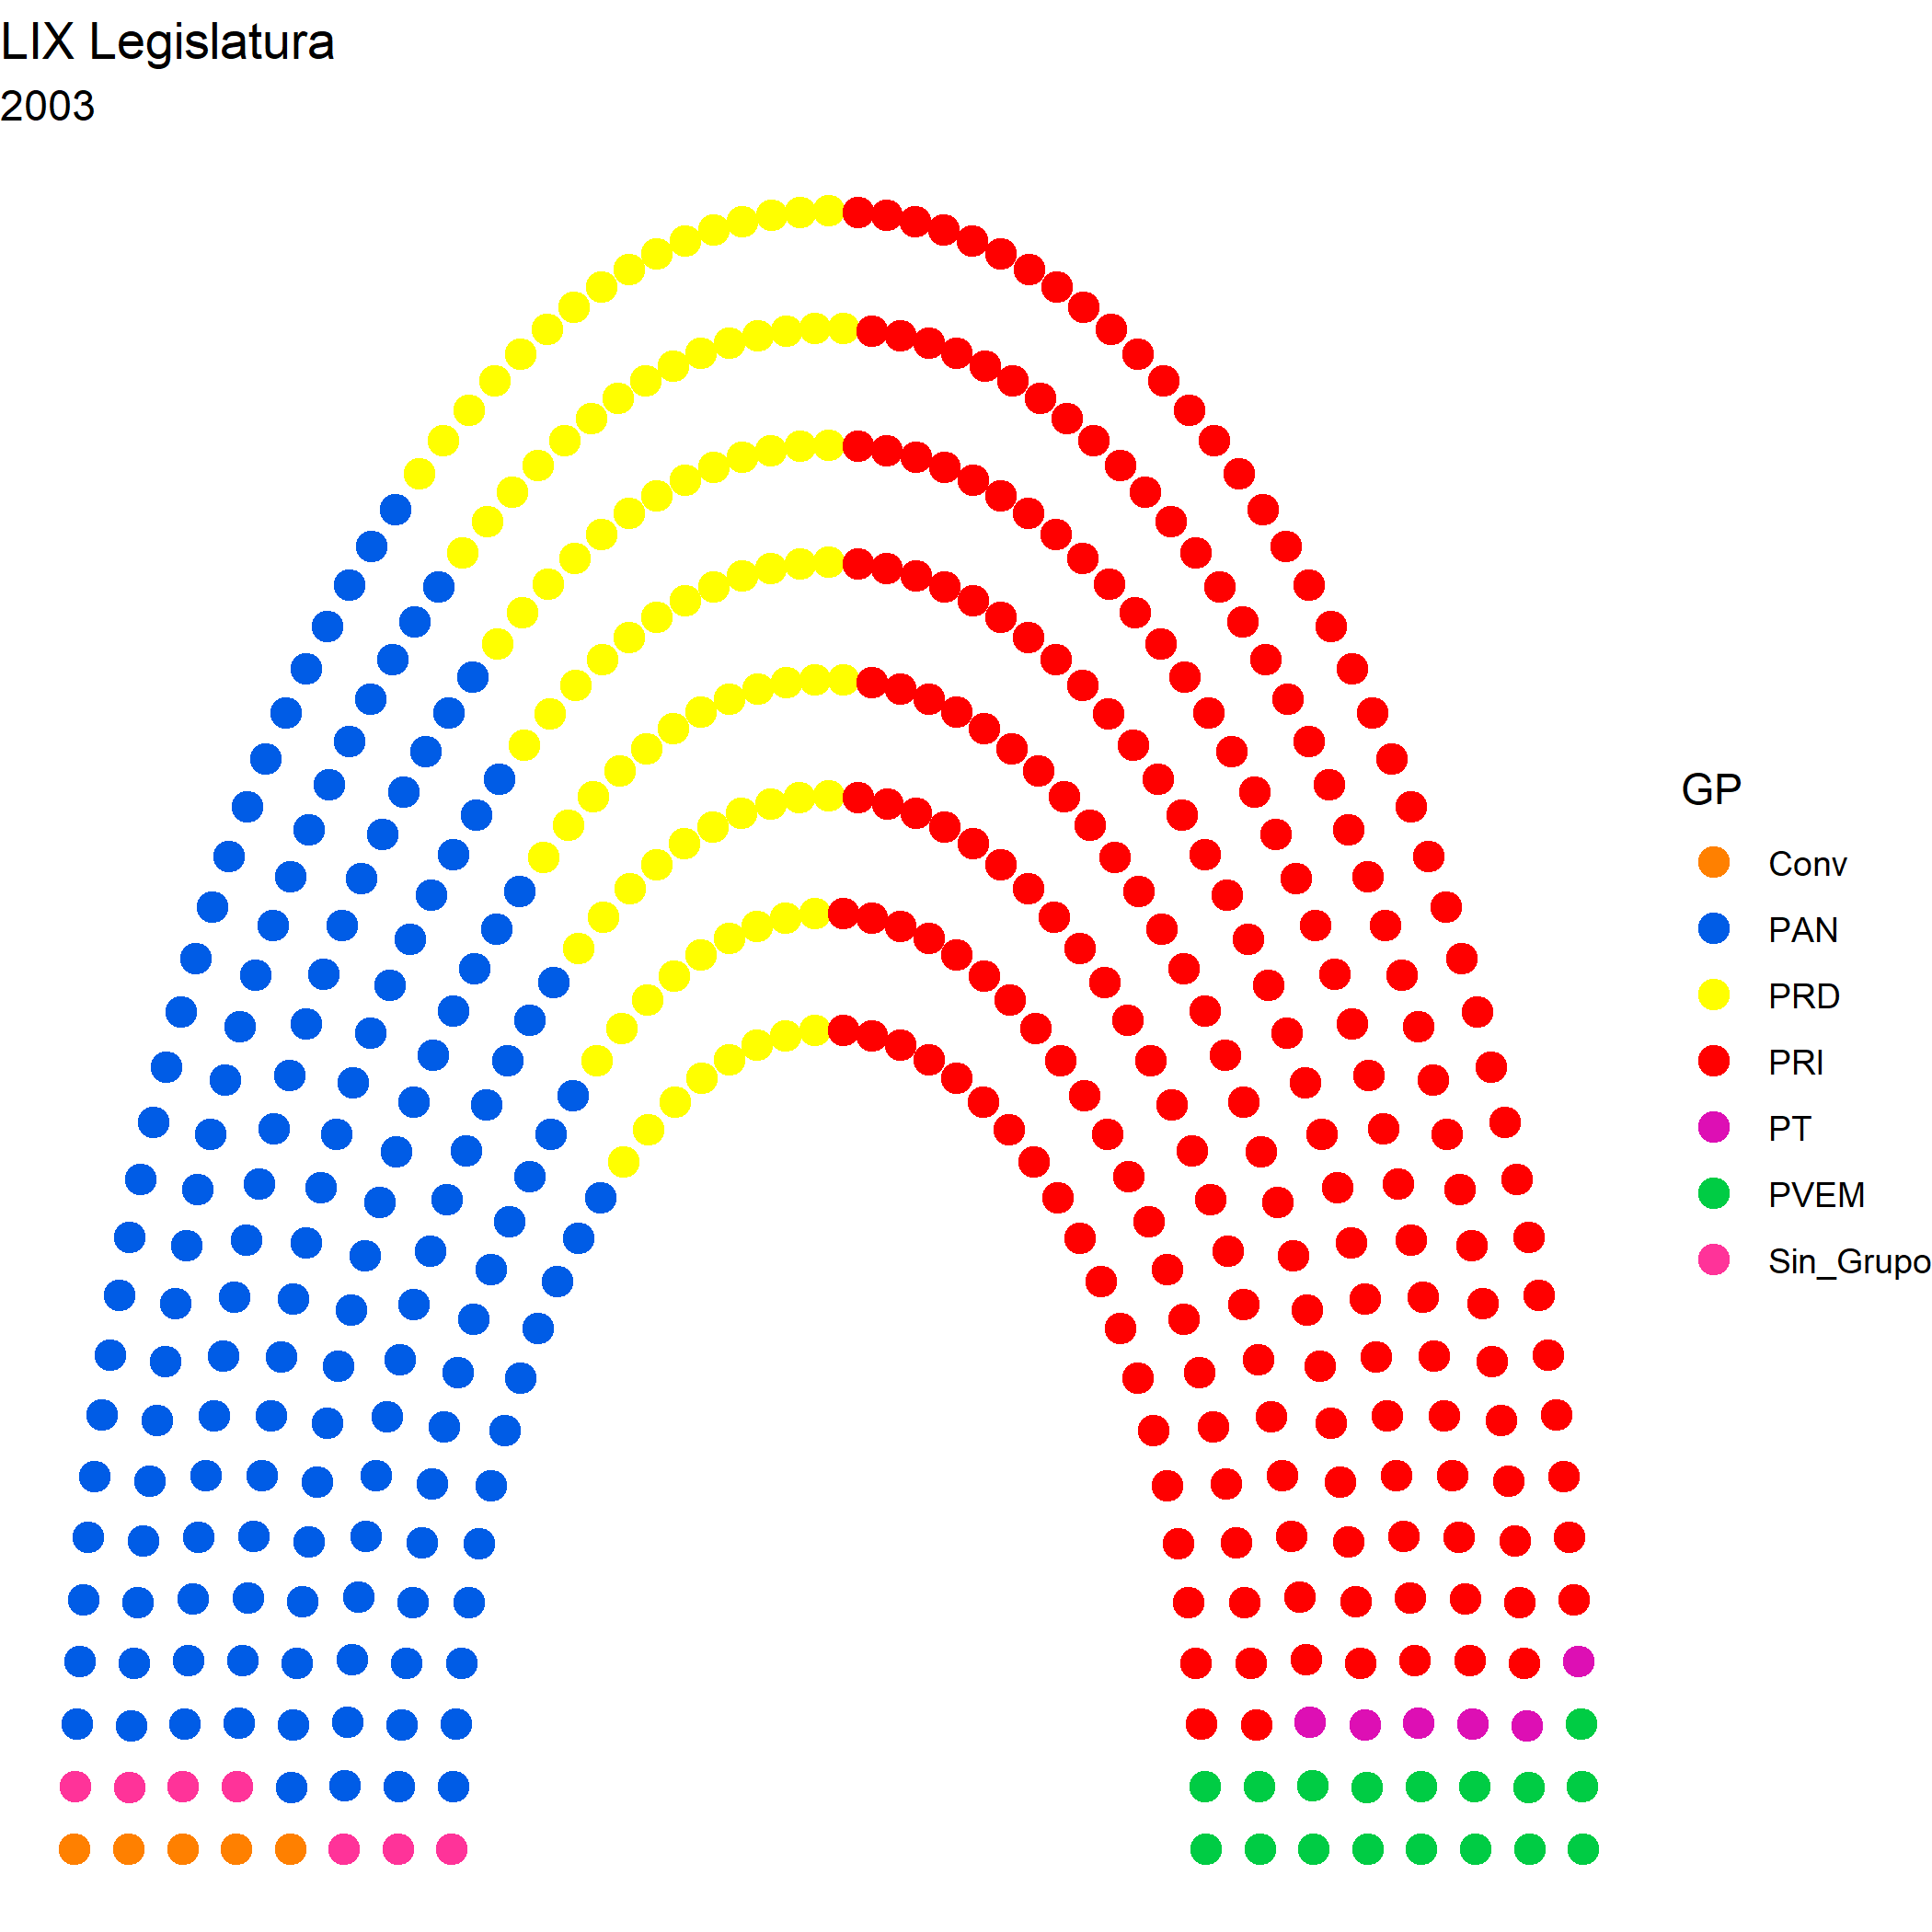 LIX Legislatura
2003
GP
Conv
PAN
PRD
PRI
PT
PVEM
Sin_Grupo